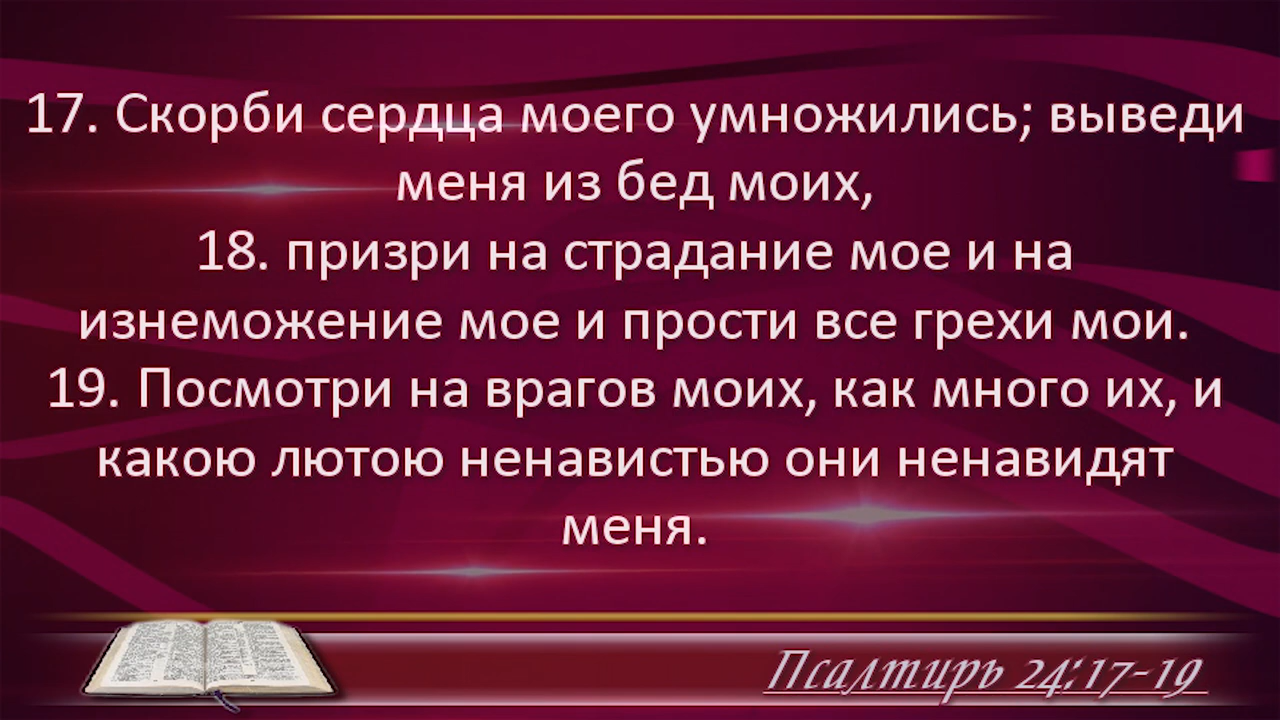 17. Скорби сердца моего умножились; выведи
меня из бед моих,
18. призри на страдание мое и на
изнеможение мое и прости все грехи мои.
19. Посмотри на врагов моих, как много их, и
какою лютою ненавистью они ненавидят
меня.
Псалтирь 24:17-19